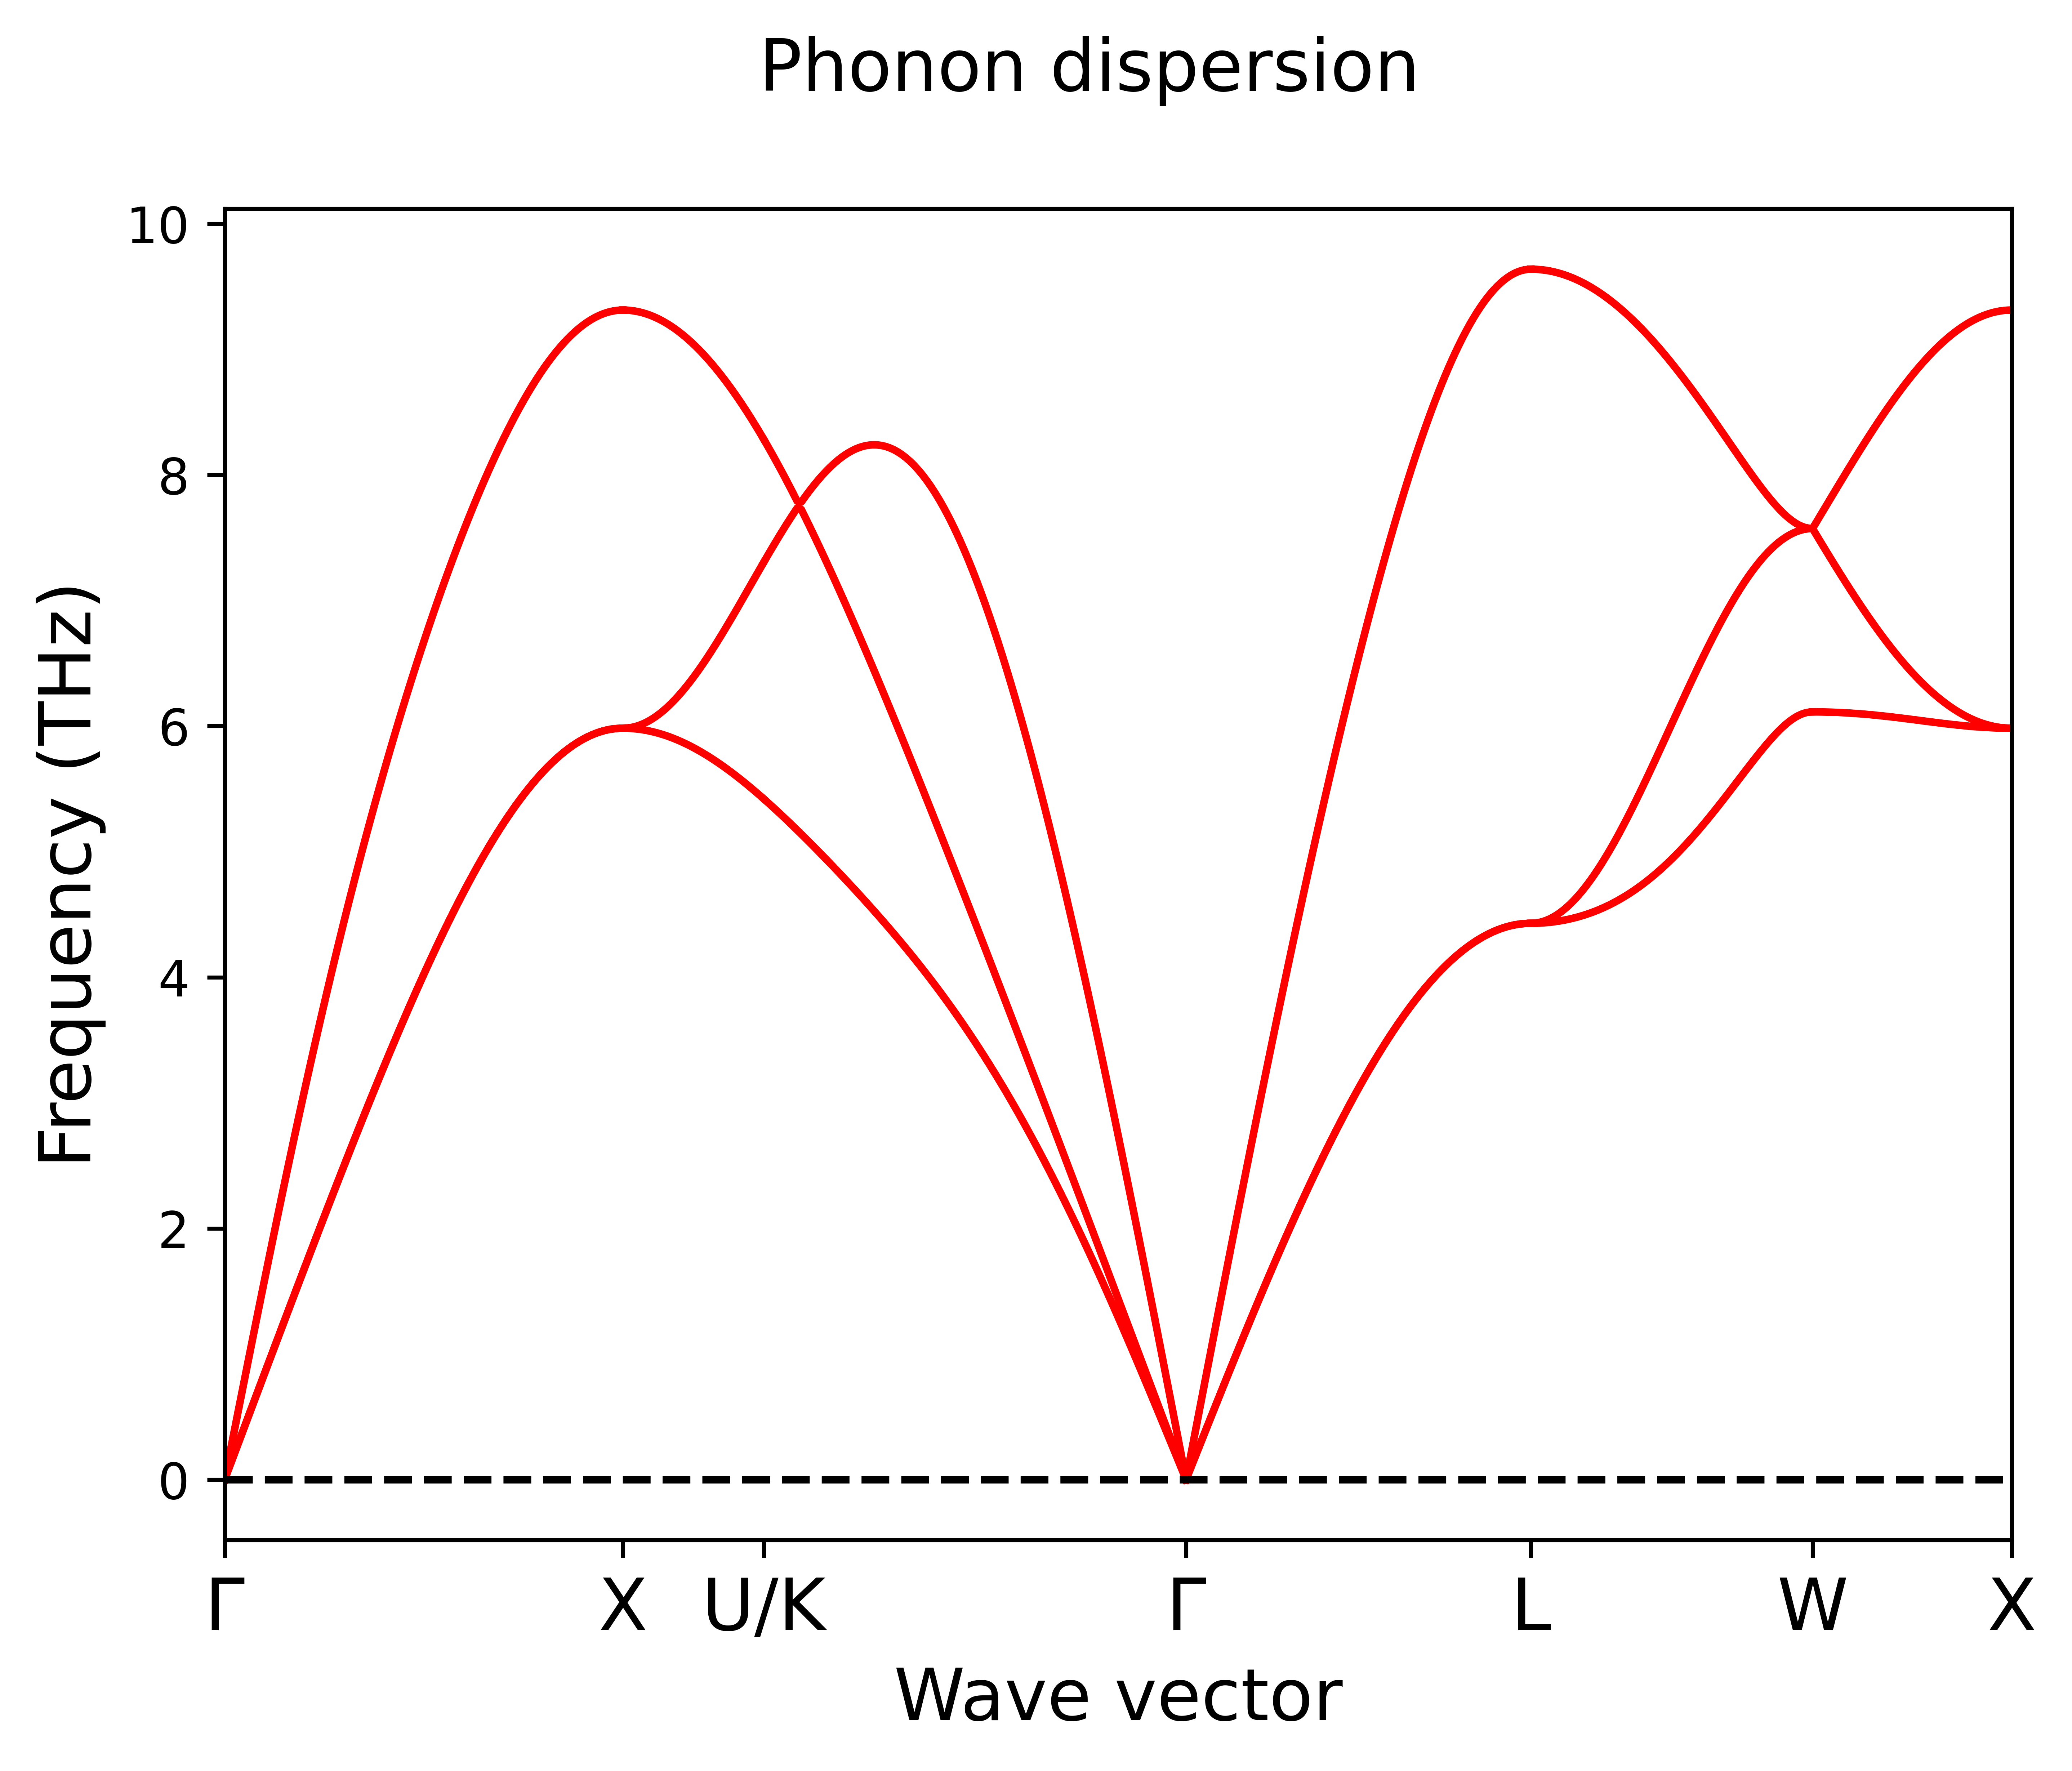 Phonon dispersion
10
8
6
4
2
0
Frequency (THz)
Γ X U/K Γ L W X
Wave vector